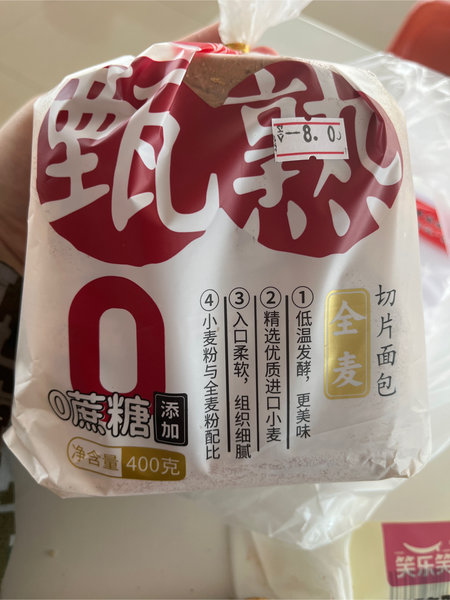 甄熟
8.0
全麦
切片面包
①低温发酵，更美味
②精选优质进口小麦
③入口柔软，组织细腻
④小麦粉与全麦粉配比
0
0蔗糖
添加
净含量 400克
笑乐笑